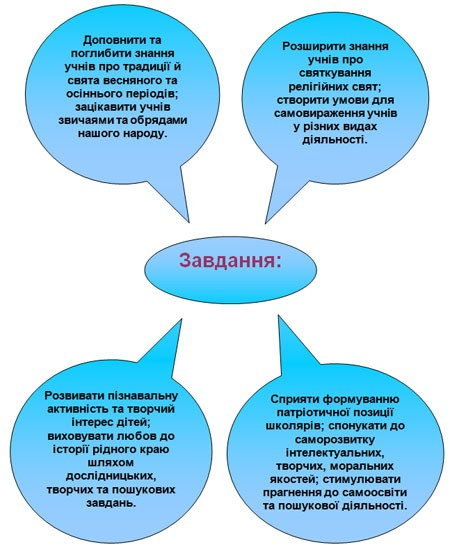 Доповнити та
поглибити знання
учнів про традиції й
свята весняного та
осіннього періодів;
зацікавити учнів
звичаями та обрядами
нашого народу.
Розширити знання
учнів про
святкування
релігійних свят;
створити умови для
самовираження учнів
у різних видах
діяльності.
Завдання:
Розвивати пізнавальну
активність та творчий
інтерес дітей;
виховувати любов до
історії рідного краю
шляхом
дослідницьких,
творчих та пошукових
завдань.
Сприяти формуванню
патріотичної позиції
школярів; спонукати до
саморозвитку
інтелектуальних,
творчих, моральних
якостей; стимулювати
прагнення до самоосвіти
та пошукової діяльності.